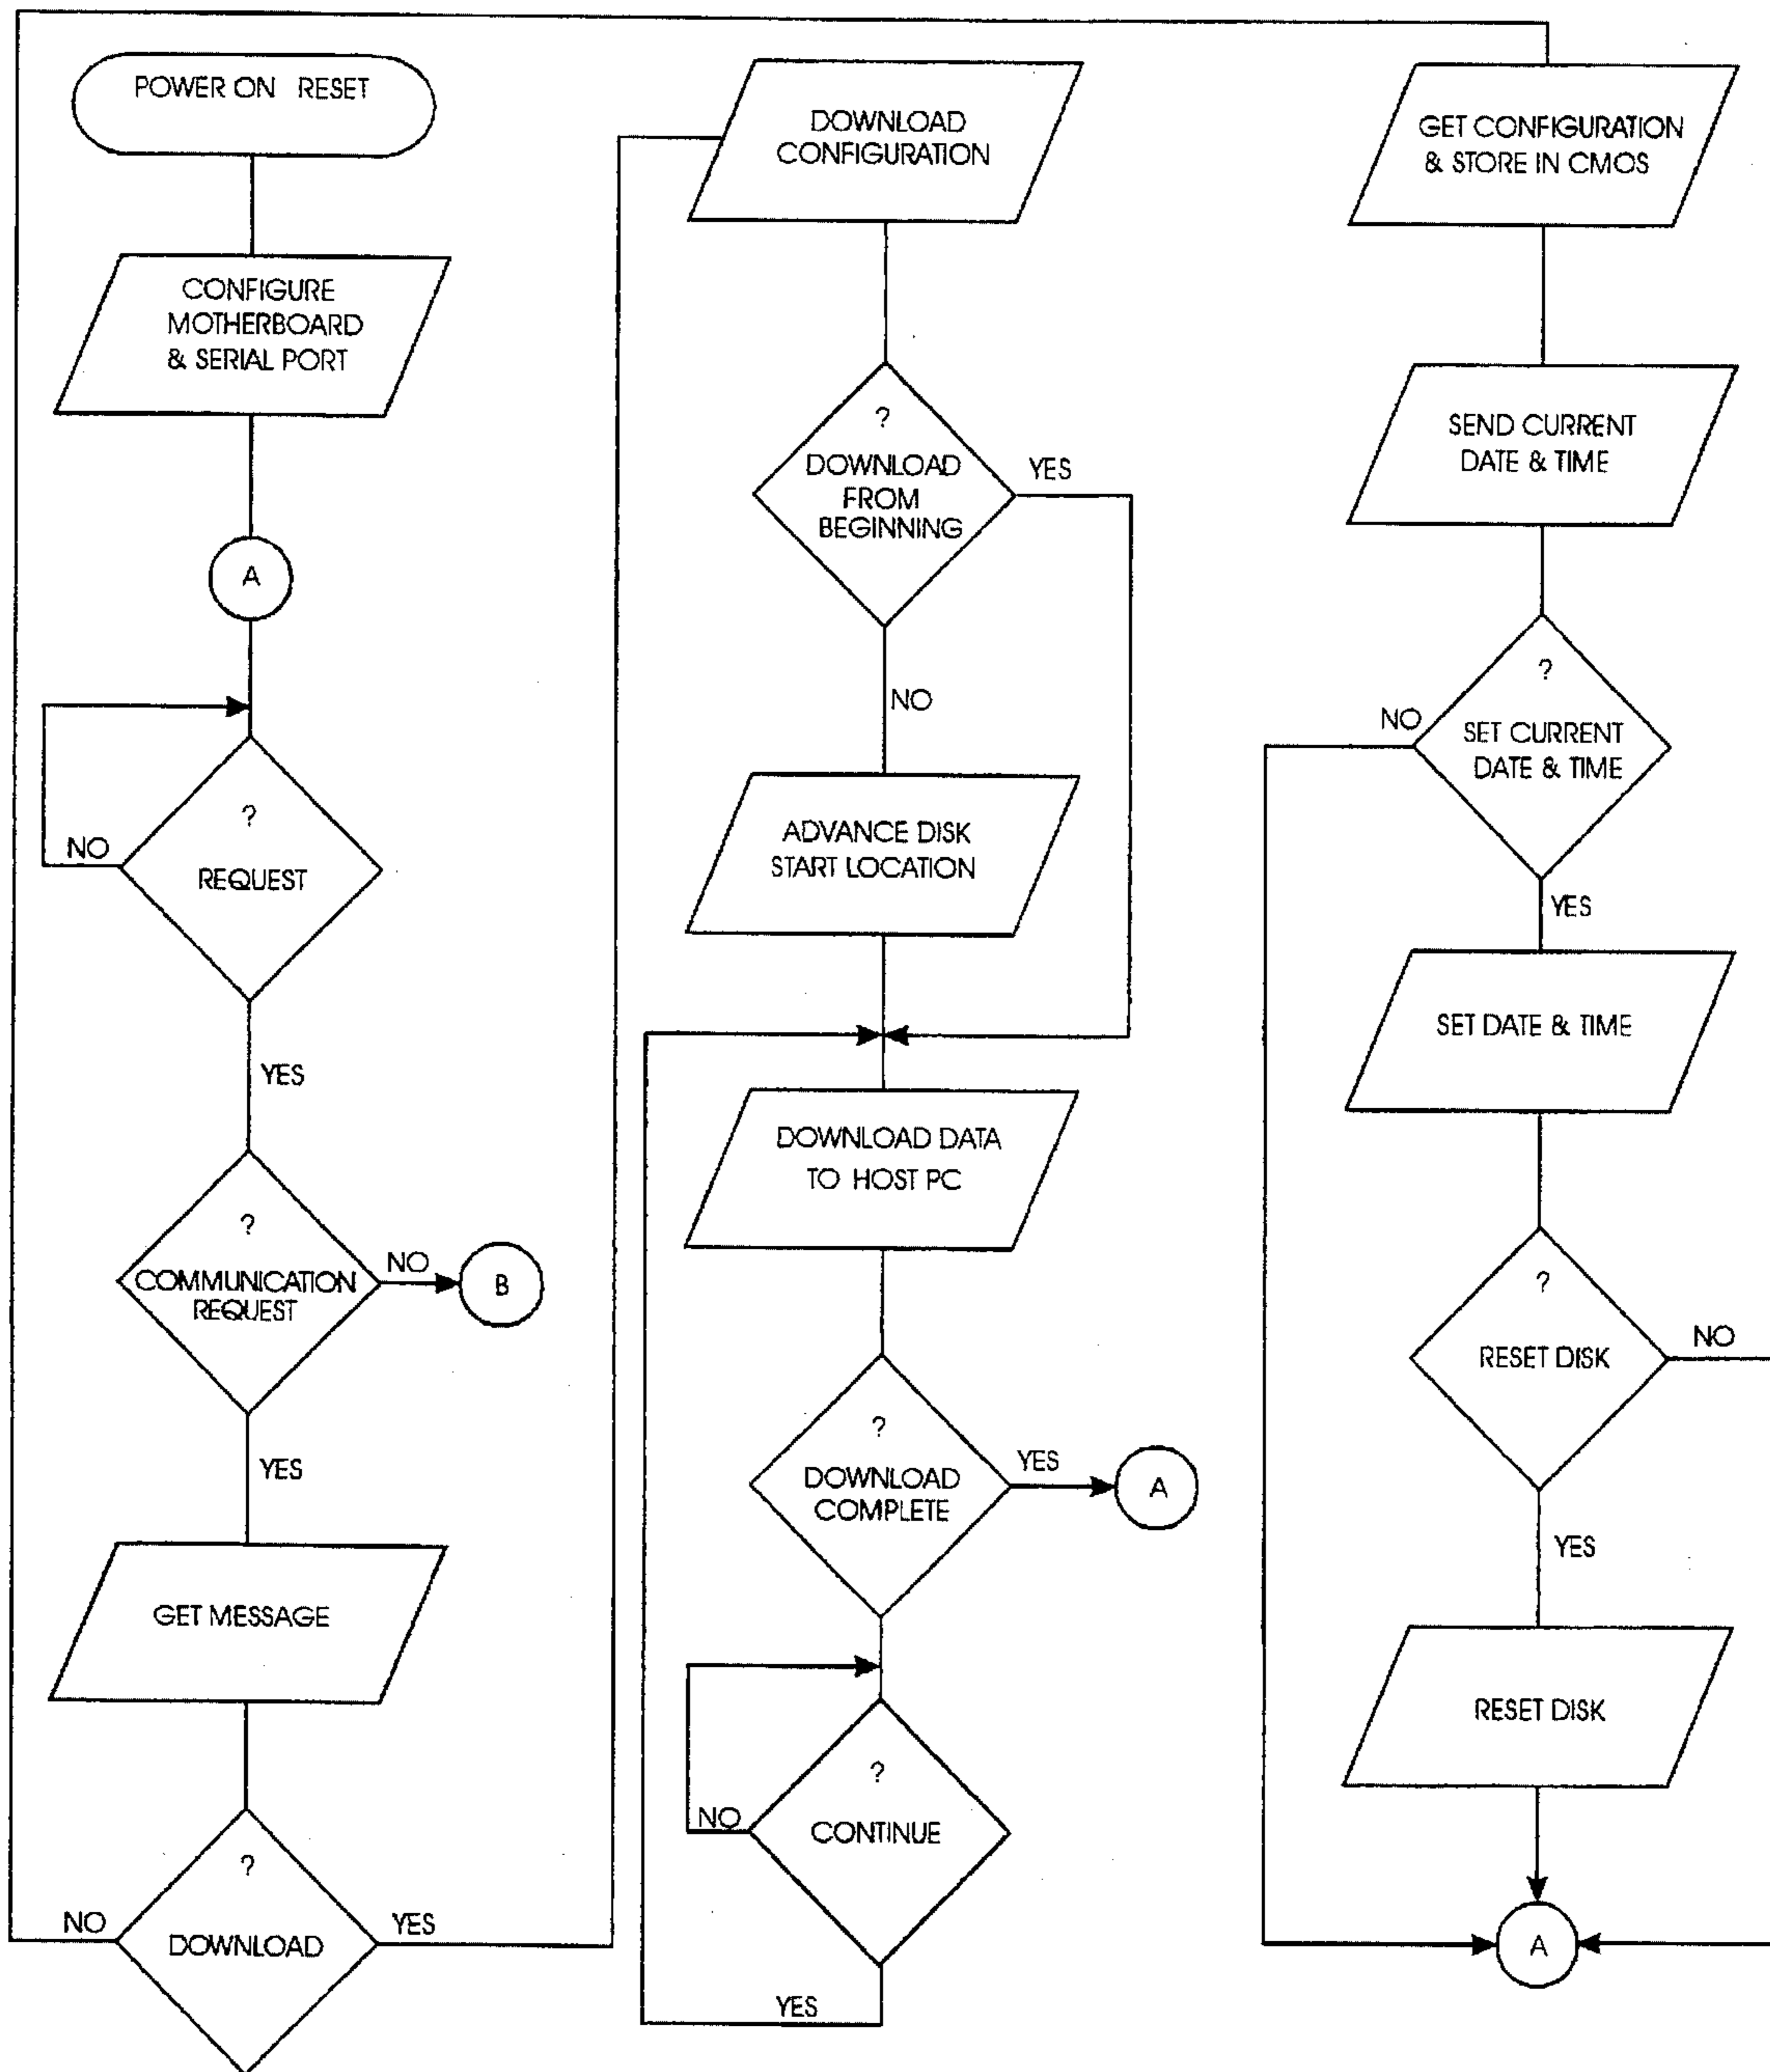 POWER ON RESET
CONFIGURE
MOTHERBOARD
& SERIAL PORT
A
?
REQUEST
NO
YES
?
COMMUNICATION
REQUEST
NO
B
YES
GET MESSAGE
?
DOWNLOAD
NO
YES
DOWNLOAD
CONFIGURATION
?
DOWNLOAD
FROM
BEGINNING
YES
NO
ADVANCE DISK
START LOCATION
DOWNLOAD DATA
TO HOST PC
?
DOWNLOAD
COMPLETE
YES
A
?
CONTINUE
NO
YES
GET CONFIGURATION
& STORE IN CMOS
SEND CURRENT
DATE & TIME
?
SET CURRENT
DATE & TIME
NO
YES
SET DATE & TIME
?
RESET DISK
NO
YES
RESET DISK
A